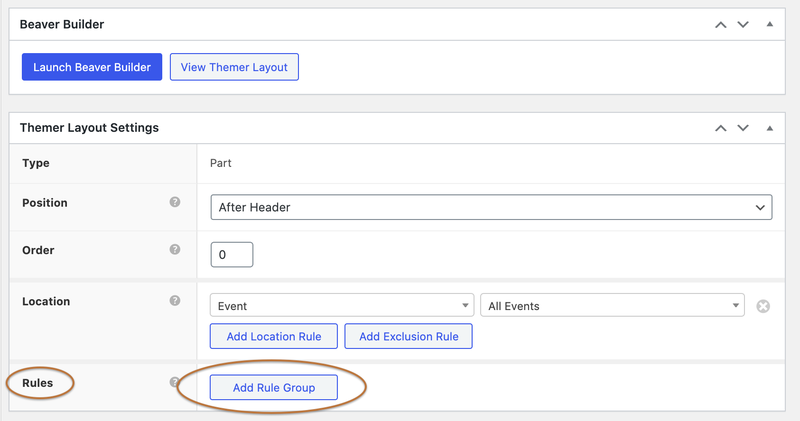 Beaver Builder
Launch Beaver Builder View Themer Layout
Themer Layout Settings
Type Part
Position ? After Header
Order ? 0
Location ? Event All Events
Add Location Rule Add Exclusion Rule
Rules ? Add Rule Group